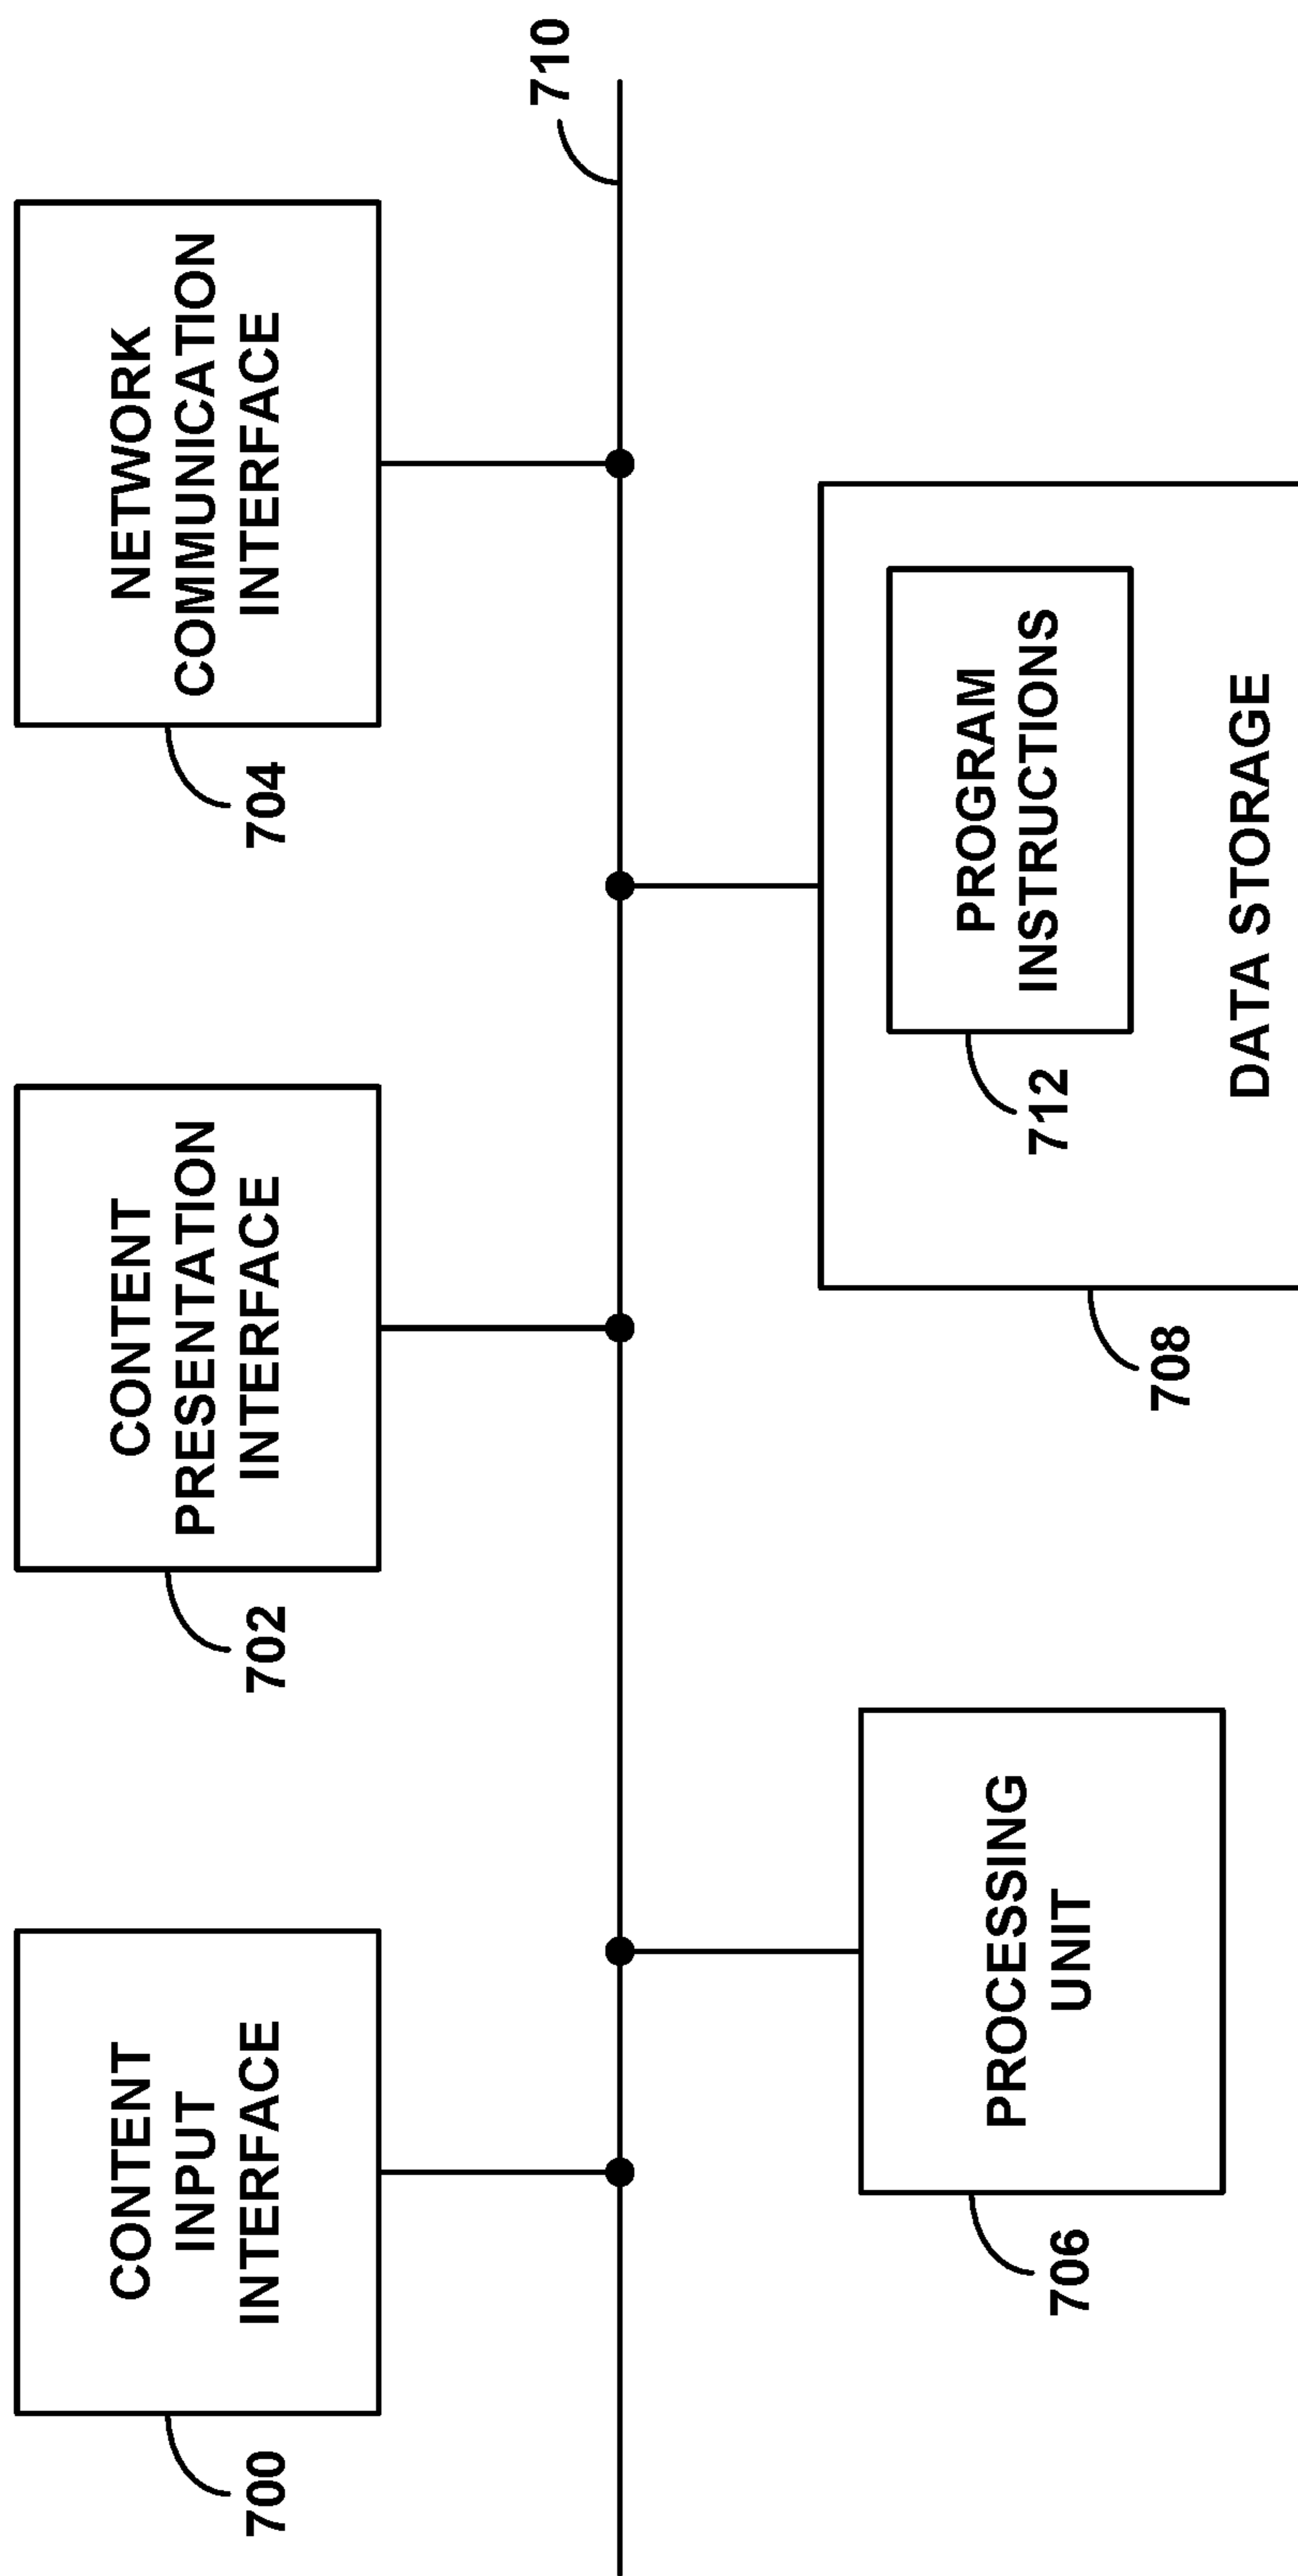 CONTENT
INPUT
INTERFACE
700
CONTENT
PRESENTATION
INTERFACE
702
NETWORK
COMMUNICATION
INTERFACE
704
710
PROCESSING
UNIT
706
PROGRAM
INSTRUCTIONS
712
DATA STORAGE
708